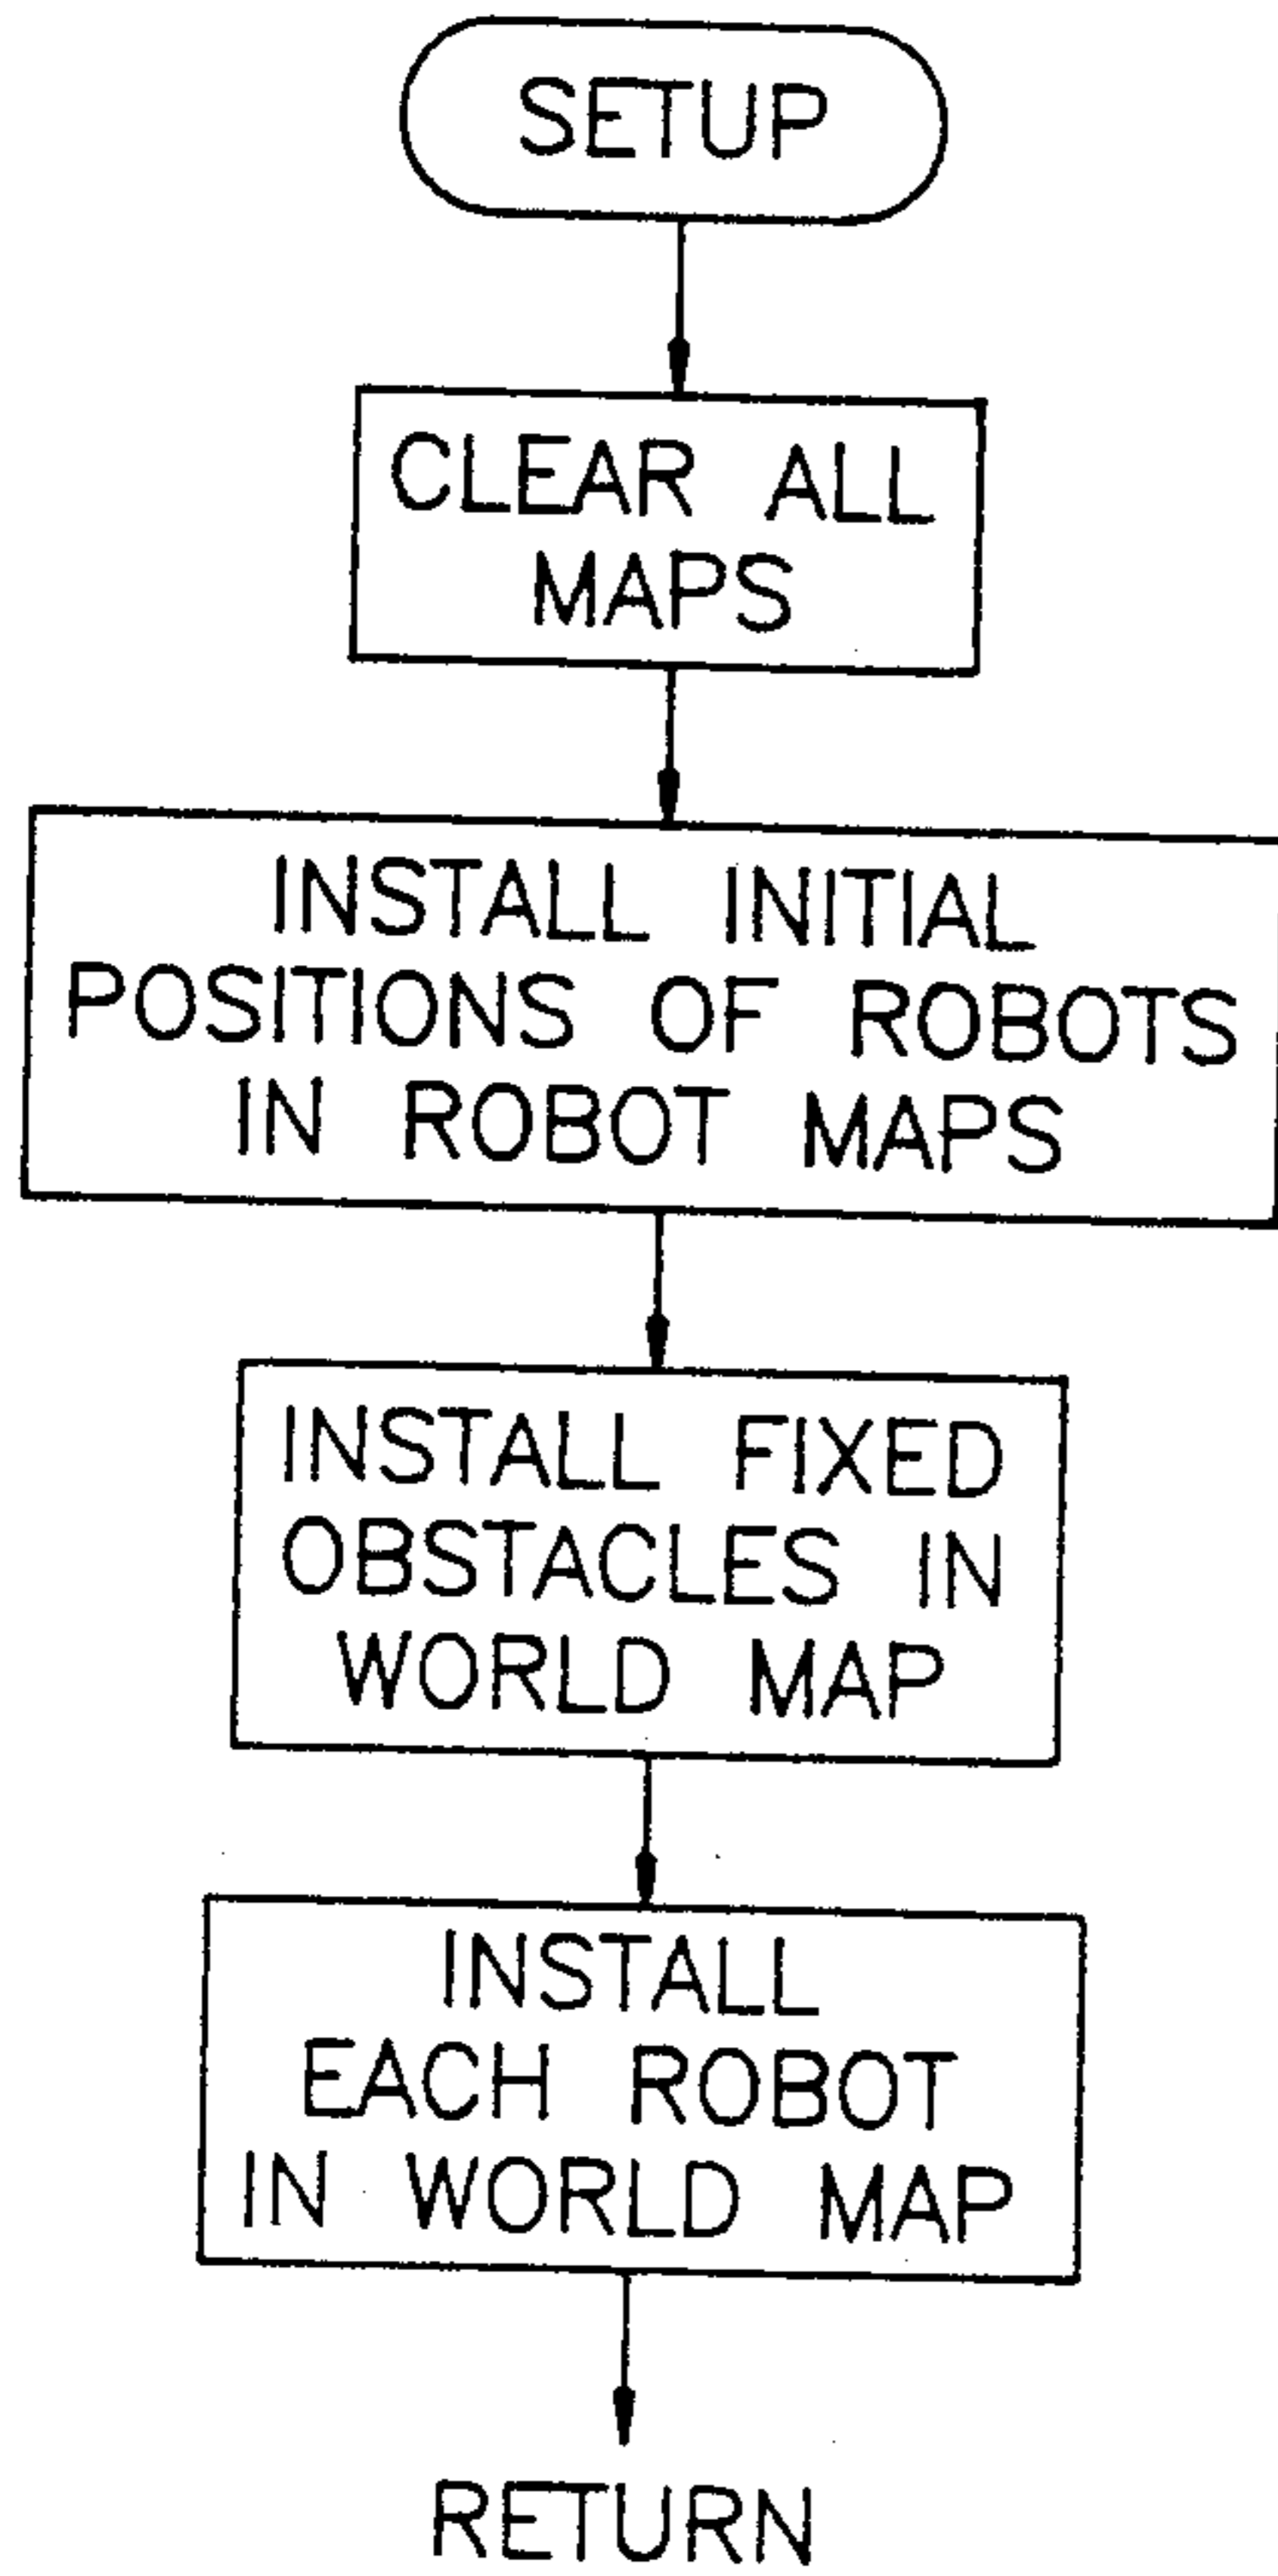 SETUP
CLEAR ALL
MAPS
INSTALL INITIAL
POSITIONS OF ROBOTS
IN ROBOT MAPS
INSTALL FIXED
OBSTACLES IN
WORLD MAP
INSTALL
EACH ROBOT
IN WORLD MAP
RETURN